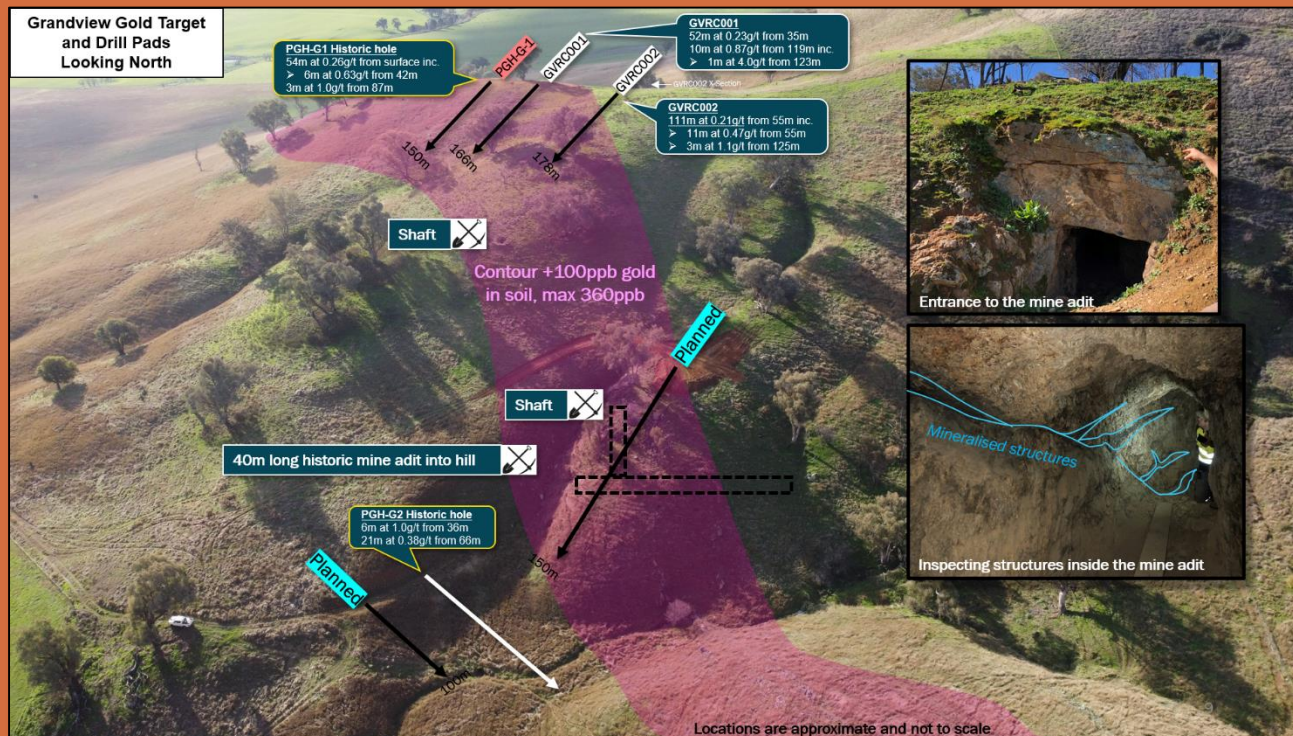 Grandview Gold Target
and Drill Pads
Looking North
PGH-G1 Historic hole
54m at 0.26g/t from surface inc.
➢ 6m at 0.63g/t from 42m
3m at 1.0g/t from 87m
PGH-G-1
GVRC001
GVRC002
GVRC001
52m at 0.23g/t from 35m
10m at 0.87g/t from 119m inc.
➢ 1m at 4.0g/t from 123m
GVRC002 X-Section
GVRC002
111m at 0.21g/t from 55m inc.
➢ 11m at 0.47g/t from 55m
➢ 3m at 1.1g/t from 125m
150m
166m
178m
Shaft
Contour +100ppb gold
in soil, max 360ppb
Planned
Shaft
40m long historic mine adit into hill
150m
PGH-G2 Historic hole
6m at 1.0g/t from 36m
21m at 0.38g/t from 66m
Planned
100m
Entrance to the mine adit
Mineralised structures
Inspecting structures inside the mine adit
Locations are approximate and not to scale